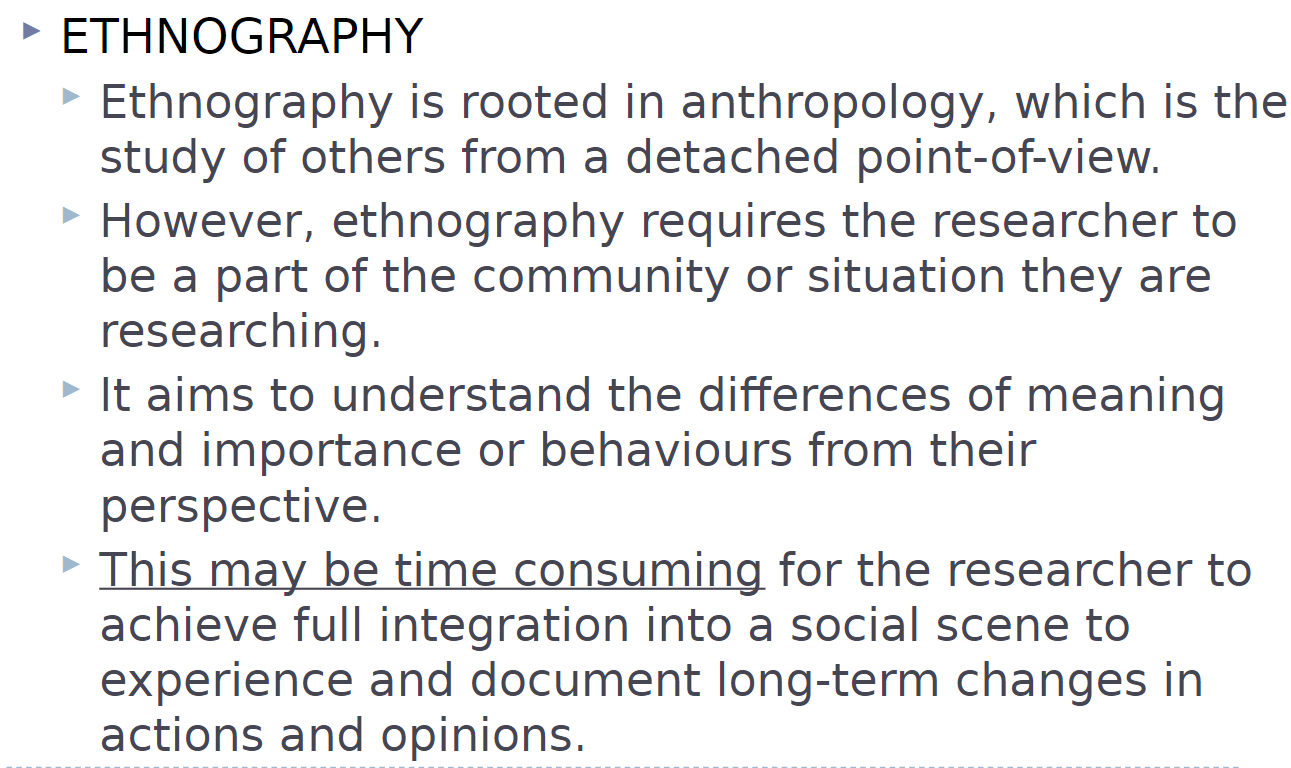 ETHNOGRAPHY
Ethnography is rooted in anthropology, which is the
study of others from a detached point-of-view.
However, ethnography requires the researcher to
be a part of the community or situation they are
researching.
It aims to understand the differences of meaning
and importance or behaviours from their
perspective.
This may be time consuming for the researcher to
achieve full integration into a social scene to
experience and document long-term changes in
actions and opinions.